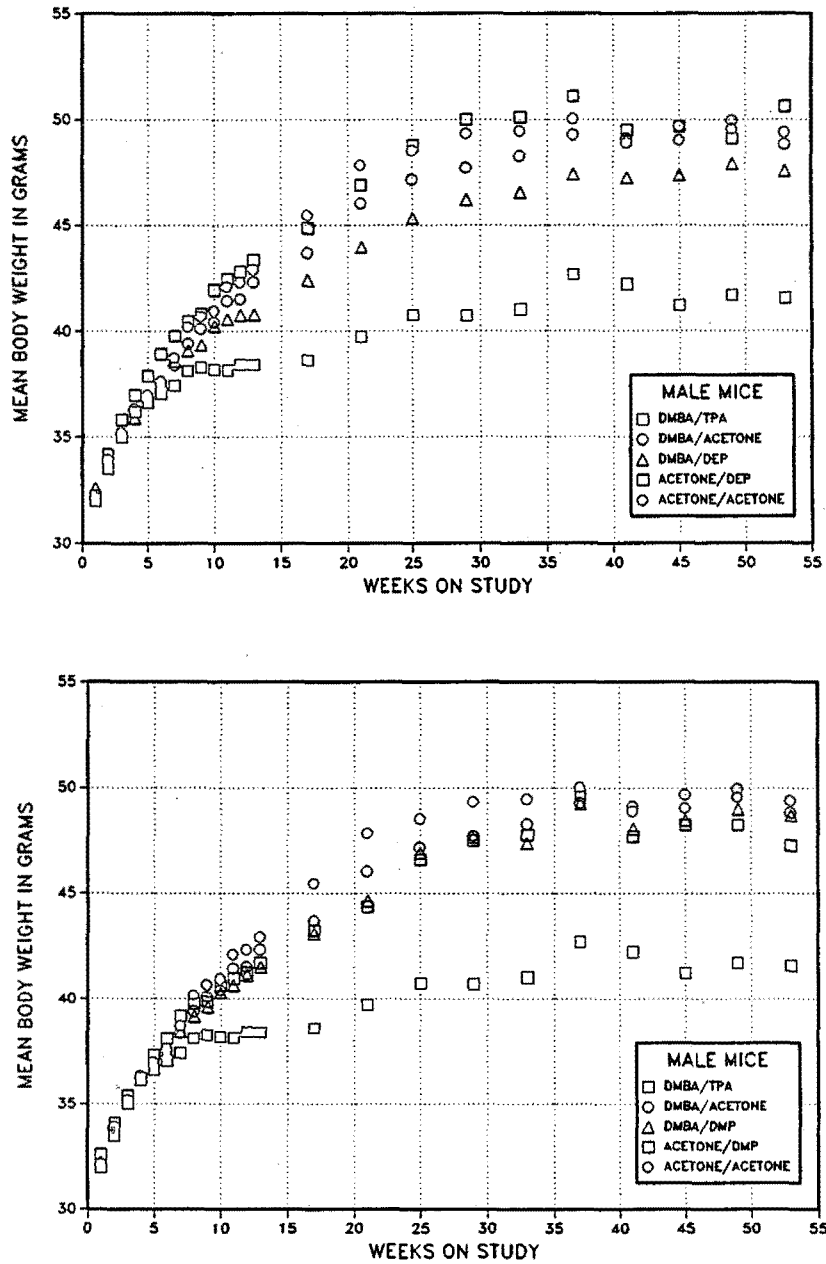 55
50
45
40
35
30
MEAN BODY WEIGHT IN GRAMS
MALE MICE
DMBA/TPA
DMBA/ACETONE
DMBA/DEP
ACETONE/DEP
ACETONE/ACETONE
0 5 10 15 20 25 30 35 40 45 50 55
WEEKS ON STUDY
55
50
45
40
35
30
MEAN BODY WEIGHT IN GRAMS
MALE MICE
DMBA/TPA
DMBA/ACETONE
DMBA/DMP
ACETONE/DMP
ACETONE/ACETONE
0 5 10 15 20 25 30 35 40 45 50 55
WEEKS ON STUDY